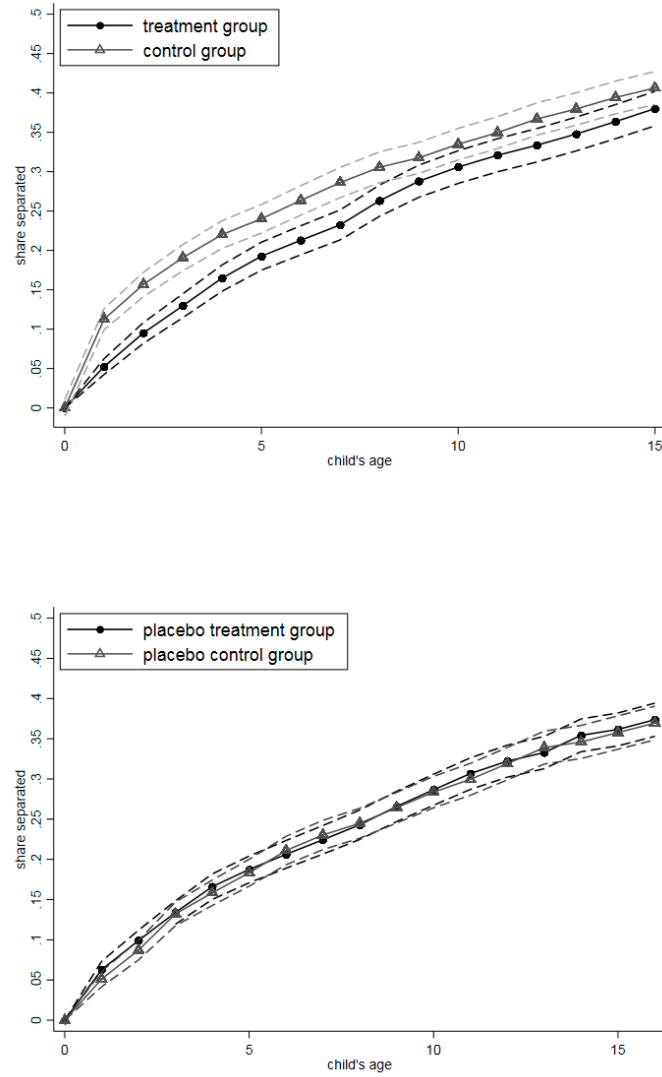 treatment group
control group
share separated
.5
.45
.4
.35
.3
.25
.2
.15
.1
.05
0
0 5 10 15
child's age
placebo treatment group
placebo control group
share separated
.5
.45
.4
.35
.3
.25
.2
.15
.1
.05
0
0 5 10 15
child's age